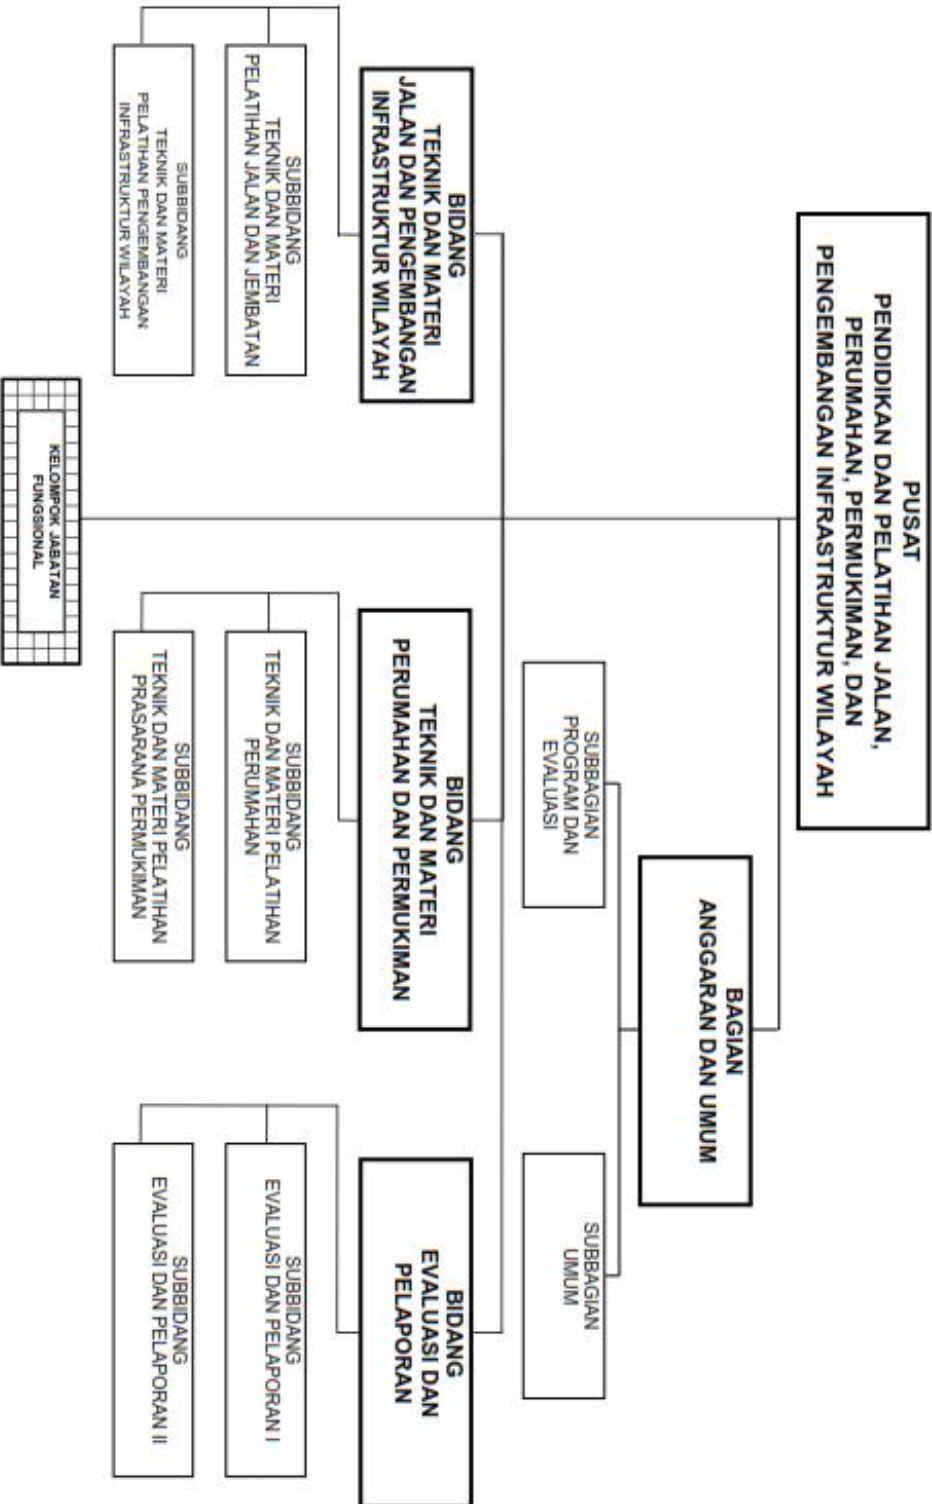 PUSAT
PENDIDIKAN DAN PELATIHAN JALAN,
PERUMAHAN, PERMUKIMAN, DAN
PENGEMBANGAN INFRASTRUKTUR WILAYAH
BAGIAN
ANGGARAN DAN UMUM
SUBBAGIAN
PROGRAM DAN
EVALUASI
SUBBAGIAN
UMUM
BIDANG
TEKNIK DAN MATERI
JALAN DAN PENGEMBANGAN
INFRASTRUKTUR WILAYAH
BIDANG
TEKNIK DAN MATERI
PERUMAHAN DAN PERMUKIMAN
BIDANG
EVALUASI DAN
PELAPORAN
SUBBIDANG
TEKNIK DAN MATERI
PELATIHAN JALAN DAN JEMBATAN
SUBBIDANG
TEKNIK DAN MATERI PELATIHAN
PERUMAHAN
SUBBIDANG
EVALUASI DAN PELAPORAN I
SUBBIDANG
TEKNIK DAN MATERI
PELATIHAN PENGEMBANGAN
INFRASTRUKTUR WILAYAH
SUBBIDANG
TEKNIK DAN MATERI PELATIHAN
PRASARANA PERMUKIMAN
SUBBIDANG
EVALUASI DAN PELAPORAN II
KELOMPOK JABATAN
FUNGSIONAL